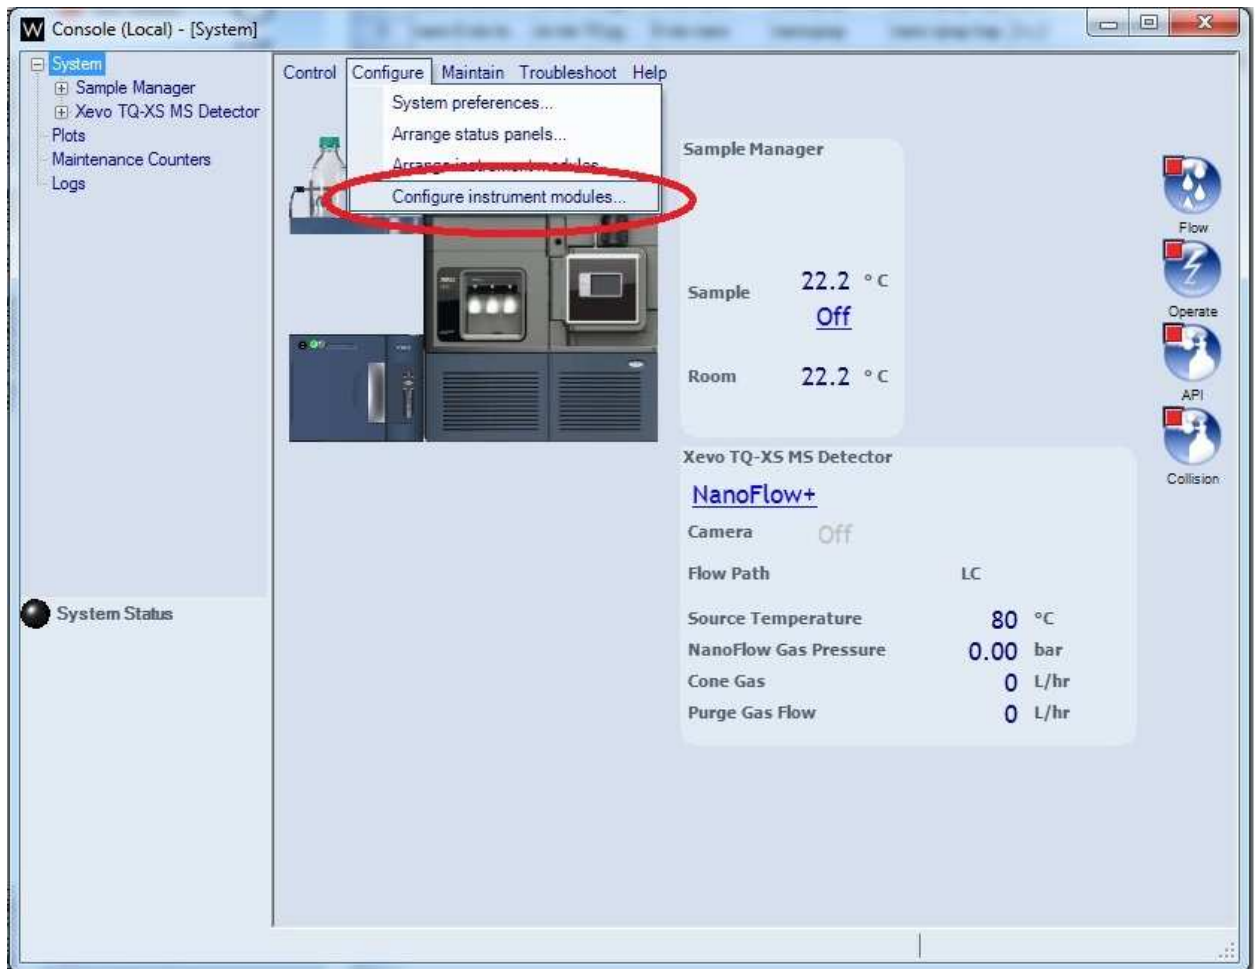 W Console (Local) - [System]
System
Sample Manager
Xevo TQ-XS MS Detector
Plots
Maintenance Counters
Logs
System Status
Control Configure Maintain Troubleshoot Help
System preferences...
Arrange status panels...
Arrange instrument modules...
Configure instrument modules...
Sample Manager
Sample 22.2 °C
Off
Room 22.2 °C
Xevo TQ-XS MS Detector
NanoFlow+
Camera Off
Flow Path LC
Source Temperature 80 °C
NanoFlow Gas Pressure 0.00 bar
Cone Gas 0 L/hr
Purge Gas Flow 0 L/hr
Flow
Operate
API
Collision